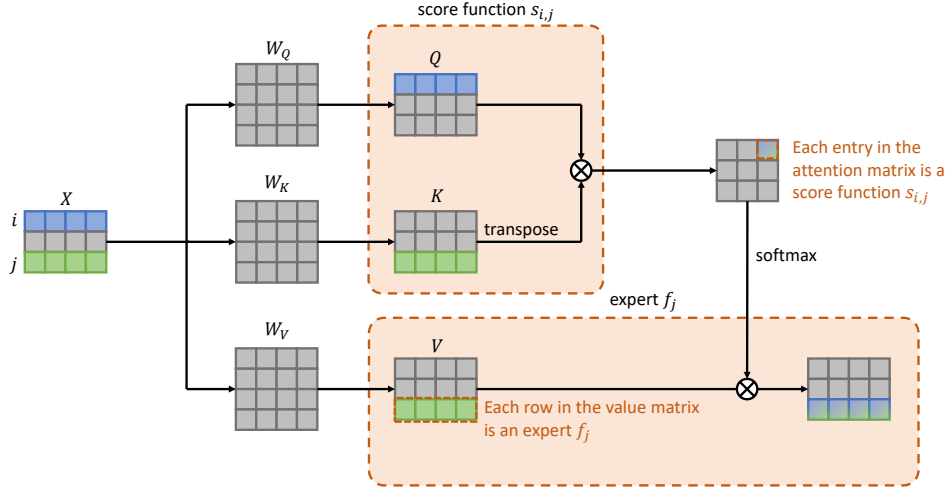 score function s_{i,j}
W_Q
Q
Each entry in the
attention matrix is a
score function s_{i,j}
W_K
K
X
i
j
transpose
softmax
expert f_j
W_V
V
Each row in the value matrix
is an expert f_j